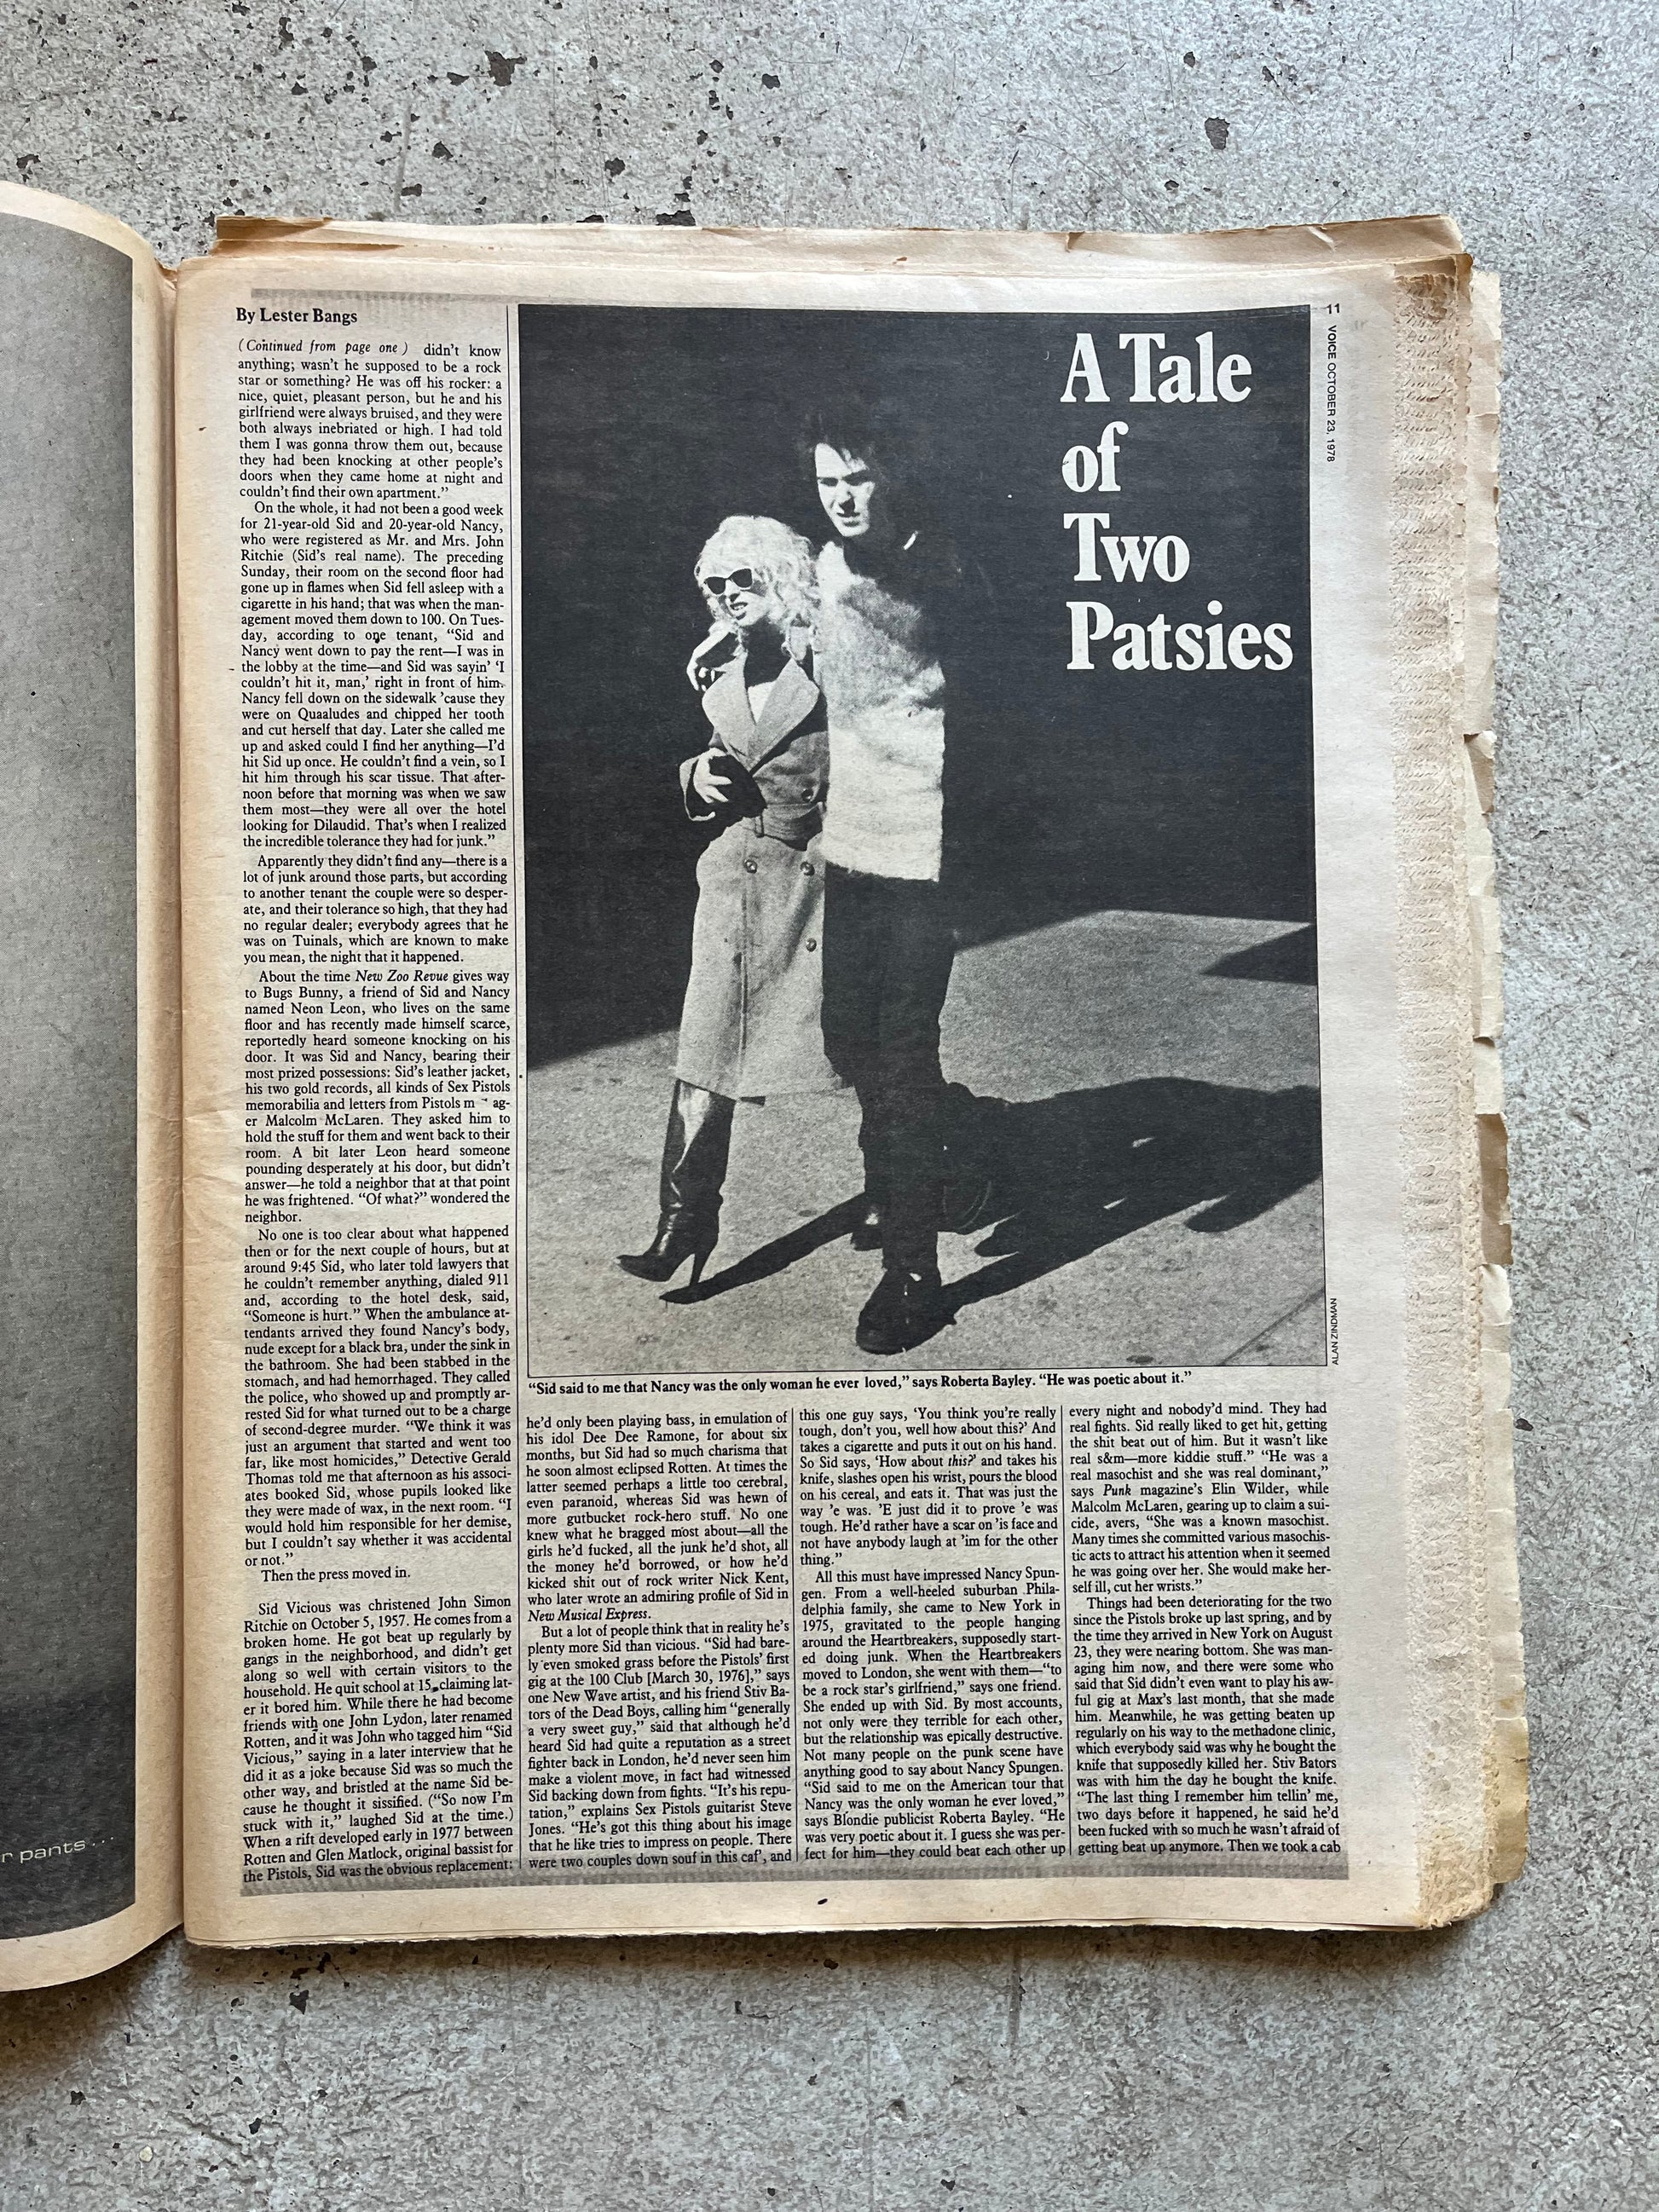 r pants...
By Lester Bangs
(Continued from page one) didn't know
anything; wasn't he supposed to be a rock
star or something? He was off his rocker: a
nice, quiet, pleasant person, but he and his
girlfriend were always bruised, and they were
both always inebriated or high. I had told
them I was gonna throw them out, because
they had been knocking at other people's
doors when they came home at night and
couldn't find their own apartment."
On the whole, it had not been a good week
for 21-year-old Sid and 20-year-old Nancy,
who were registered as Mr. and Mrs. John
Ritchie (Sid's real name). The preceding
Sunday, their room on the second floor had
gone up in flames when Sid fell asleep with a
cigarette in his hand; that was when the man-
agement moved them down to 100. On Tues-
day, according to one tenant, "Sid and
Nancy went down to pay the rent—I was in
the lobby at the time—and Sid was sayin' 'I
couldn't hit it, man,' right in front of him.
Nancy fell down on the sidewalk 'cause they
were on Quaaludes and chipped her tooth
and cut herself that day. Later she called me
up and asked could I find her anything—I'd
hit Sid up once. He couldn't find a vein, so I
hit him through his scar tissue. That after-
noon before that morning was when we saw
them most—they were all over the hotel
looking for Dilaudid. That's when I realized
the incredible tolerance they had for junk."
Apparently they didn't find any—there is a
lot of junk around those parts, but according
to another tenant the couple were so desper-
ate, and their tolerance so high, that they had
no regular dealer; everybody agrees that he
was on Tuinals, which are known to make
you mean, the night that it happened.
About the time New Zoo Revue gives way
to Bugs Bunny, a friend of Sid and Nancy
named Neon Leon, who lives on the same
floor and has recently made himself scarce,
reportedly heard someone knocking on his
door. It was Sid and Nancy, bearing their
most prized possessions: Sid's leather jacket,
his two gold records, all kinds of Sex Pistols
memorabilia and letters from Pistols m ag-
er Malcolm McLaren. They asked him to
hold the stuff for them and went back to their
room. A bit later Leon heard someone
pounding desperately at his door, but didn't
answer—he told a neighbor that at that point
he was frightened. "Of what?" wondered the
neighbor.
No one is too clear about what happened
then or for the next couple of hours, but at
around 9:45 Sid, who later told lawyers that
he couldn't remember anything, dialed 911
and, according to the hotel desk, said,
"Someone is hurt." When the ambulance at-
tendants arrived they found Nancy's body,
nude except for a black bra, under the sink in
the bathroom. She had been stabbed in the
stomach, and had hemorrhaged. They called
the police, who showed up and promptly ar-
rested Sid for what turned out to be a charge
of second-degree murder. "We think it was
just an argument that started and went too
far, like most homicides," Detective Gerald
Thomas told me that afternoon as his associ-
ates booked Sid, whose pupils looked like
they were made of wax, in the next room. "I
would hold him responsible for her demise,
but I couldn't say whether it was accidental
or not."
Then the press moved in.
Sid Vicious was christened John Simon
Ritchie on October 5, 1957. He comes from a
broken home. He got beat up regularly by
gangs in the neighborhood, and didn't get
along so well with certain visitors to the
household. He quit school at 15, claiming lat-
er it bored him. While there he had become
friends with one John Lydon, later renamed
Rotten, and it was John who tagged him "Sid
Vicious," saying in a later interview that he
did it as a joke because Sid was so much the
other way, and bristled at the name Sid be-
cause he thought it sissified. ("So now I'm
stuck with it," laughed Sid at the time.)
When a rift developed early in 1977 between
Rotten and Glen Matlock, original bassist for
the Pistols, Sid was the obvious replacement:
A Tale
of
Two
Patsies
11
VOICE OCTOBER 23, 1978
ALAN ZINDMAN
"Sid said to me that Nancy was the only woman he ever loved," says Roberta Bayley. "He was poetic about it."
he'd only been playing bass, in emulation of
his idol Dee Dee Ramone, for about six
months, but Sid had so much charisma that
he soon almost eclipsed Rotten. At times the
latter seemed perhaps a little too cerebral,
even paranoid, whereas Sid was hewn of
more gutbucket rock-hero stuff. No one
knew what he bragged most about—all the
girls he'd fucked, all the junk he'd shot, all
the money he'd borrowed, or how he'd
kicked shit out of rock writer Nick Kent,
who later wrote an admiring profile of Sid in
New Musical Express.
But a lot of people think that in reality he's
plenty more Sid than vicious. "Sid had bare-
ly even smoked grass before the Pistols' first
gig at the 100 Club [March 30, 1976]," says
one New Wave artist, and his friend Stiv Ba-
tors of the Dead Boys, calling him "generally
a very sweet guy," said that although he'd
heard Sid had quite a reputation as a street
fighter back in London, he'd never seen him
make a violent move, in fact had witnessed
Sid backing down from fights. "It's his repu-
tation," explains Sex Pistols guitarist Steve
Jones. "He's got this thing about his image
that he like tries to impress on people. There
were two couples down souf in this caf', and
this one guy says, 'You think you're really
tough, don't you, well how about this?' And
takes a cigarette and puts it out on his hand.
So Sid says, 'How about this?' and takes his
knife, slashes open his wrist, pours the blood
on his cereal, and eats it. That was just the
way 'e was. 'E just did it to prove 'e was
tough. He'd rather have a scar on 'is face and
not have anybody laugh at 'im for the other
thing."
All this must have impressed Nancy Spun-
gen. From a well-heeled suburban Phila-
delphia family, she came to New York in
1975, gravitated to the people hanging
around the Heartbreakers, supposedly start-
ed doing junk. When the Heartbreakers
moved to London, she went with them—"to
be a rock star's girlfriend," says one friend.
She ended up with Sid. By most accounts,
not only were they terrible for each other,
but the relationship was epically destructive.
Not many people on the punk scene have
anything good to say about Nancy Spungen.
"Sid said to me on the American tour that
Nancy was the only woman he ever loved,"
says Blondie publicist Roberta Bayley. "He
was very poetic about it. I guess she was per-
fect for him—they could beat each other up
every night and nobody'd mind. They had
real fights. Sid really liked to get hit, getting
the shit beat out of him. But it wasn't like
real s&m—more kiddie stuff." "He was a
real masochist and she was real dominant,"
says Punk magazine's Elin Wilder, while
Malcolm McLaren, gearing up to claim a sui-
cide, avers, "She was a known masochist.
Many times she committed various masochis-
tic acts to attract his attention when it seemed
he was going over her. She would make her-
self ill, cut her wrists."
Things had been deteriorating for the two
since the Pistols broke up last spring, and by
the time they arrived in New York on August
23, they were nearing bottom. She was man-
aging him now, and there were some who
said that Sid didn't even want to play his aw-
ful gig at Max's last month, that she made
him. Meanwhile, he was getting beaten up
regularly on his way to the methadone clinic,
which everybody said was why he bought the
knife that supposedly killed her. Stiv Bators
was with him the day he bought the knife.
"The last thing I remember him tellin' me,
two days before it happened, he said he'd
been fucked with so much he wasn't afraid of
getting beat up anymore. Then we took a cab